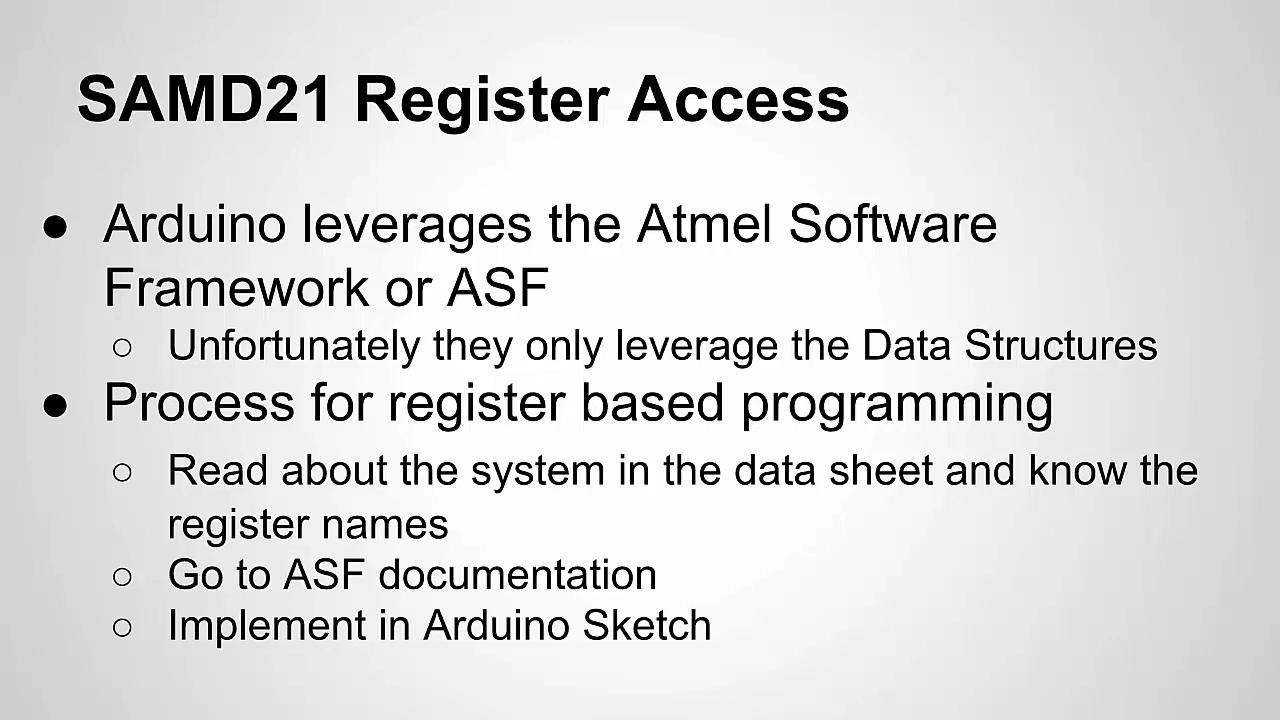 SAMD21 Register Access
● Arduino leverages the Atmel Software
Framework or ASF
○ Unfortunately they only leverage the Data Structures
● Process for register based programming
○ Read about the system in the data sheet and know the
register names
○ Go to ASF documentation
○ Implement in Arduino Sketch